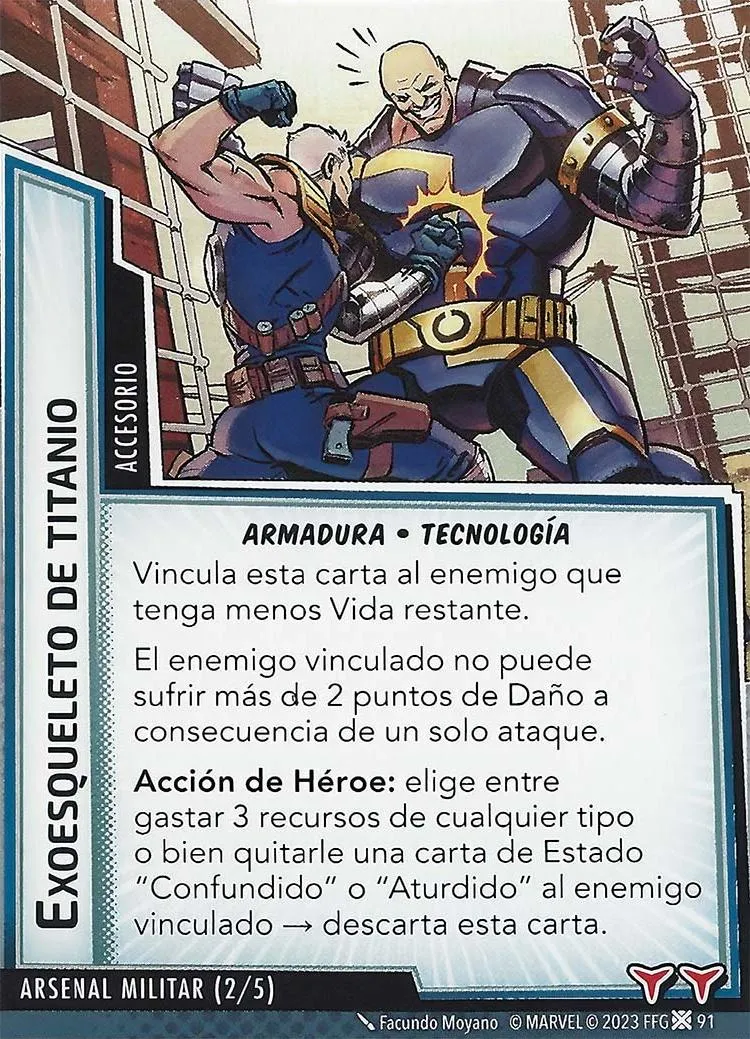 ACCESORIO
EXOESQUELETO DE TITANIO
ARMADURA • TECNOLOGÍA
Vincula esta carta al enemigo que
tenga menos Vida restante.
El enemigo vinculado no puede
sufrir más de 2 puntos de Daño a
consecuencia de un solo ataque.
Acción de Héroe: elige entre
gastar 3 recursos de cualquier tipo
o bien quitarle una carta de Estado
“Confundido” o “Aturdido” al enemigo
vinculado → descarta esta carta.
ARSENAL MILITAR (2/5)
Facundo Moyano © MARVEL © 2023 FFG 91